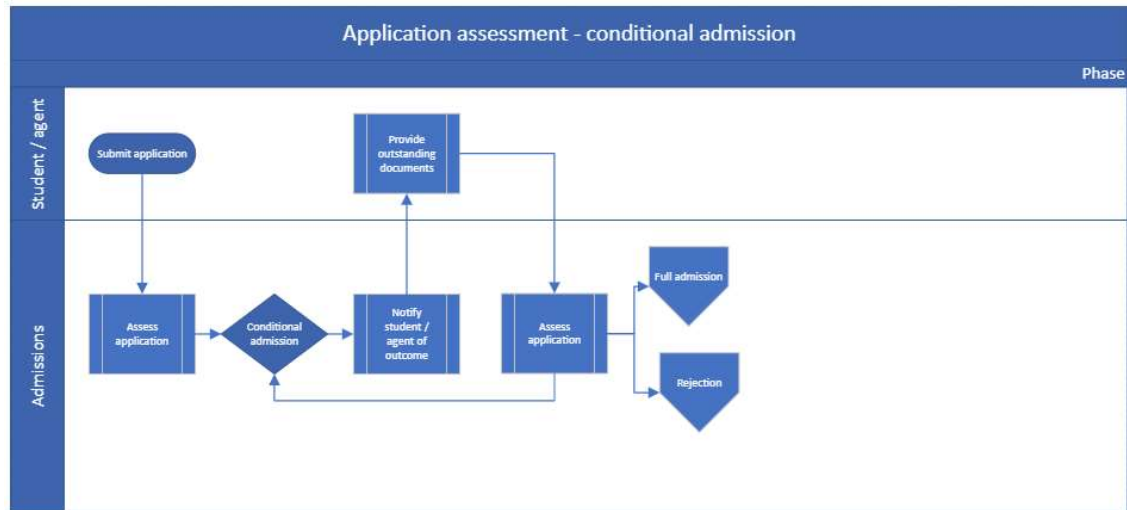 Application assessment - conditional admission
Phase
Student / agent
Submit application
Provide
outstanding
documents
Admissions
Assess
application
Conditional
admission
Notify
student /
agent of
outcome
Assess
application
Full admission
Rejection